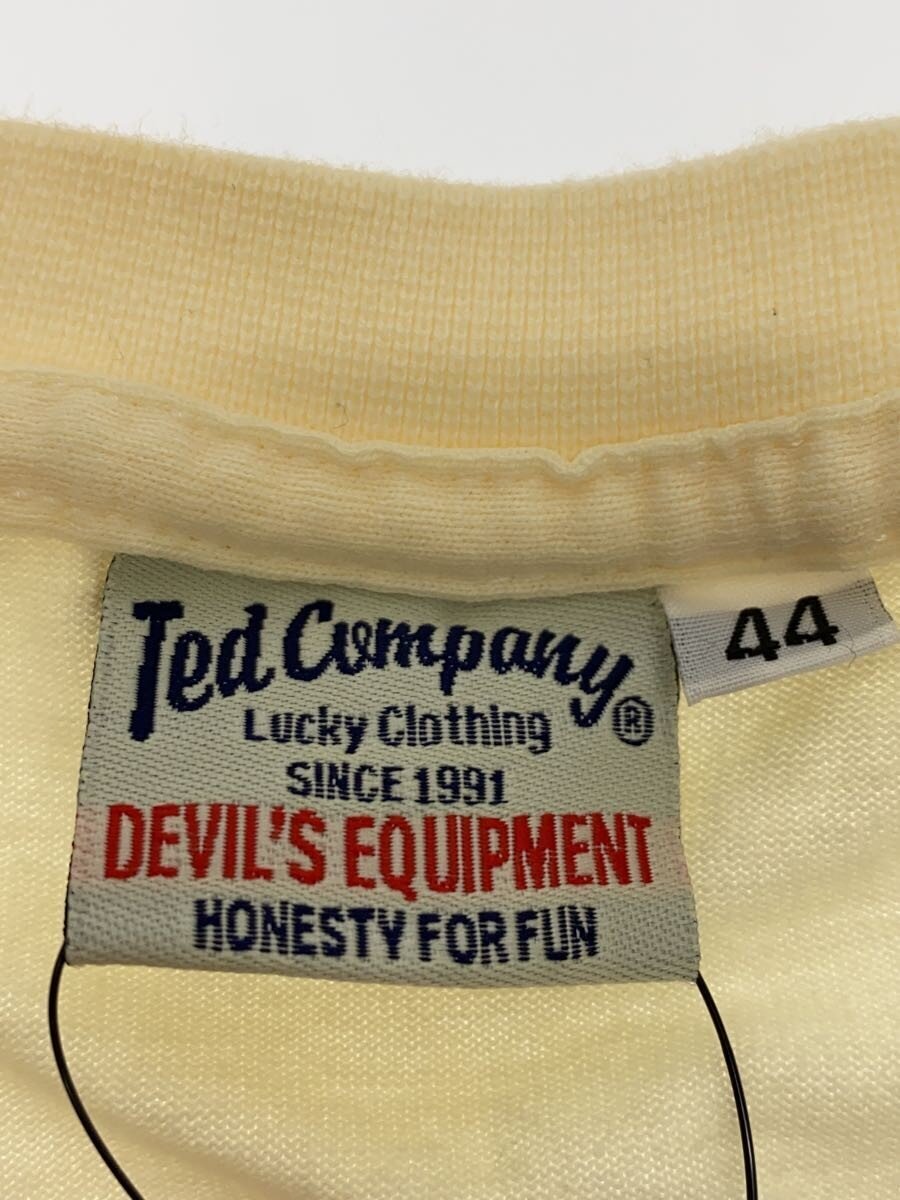 Ted Company®
Lucky Clothing
SINCE 1991
DEVIL'S EQUIPMENT
HONESTY FOR FUN
44